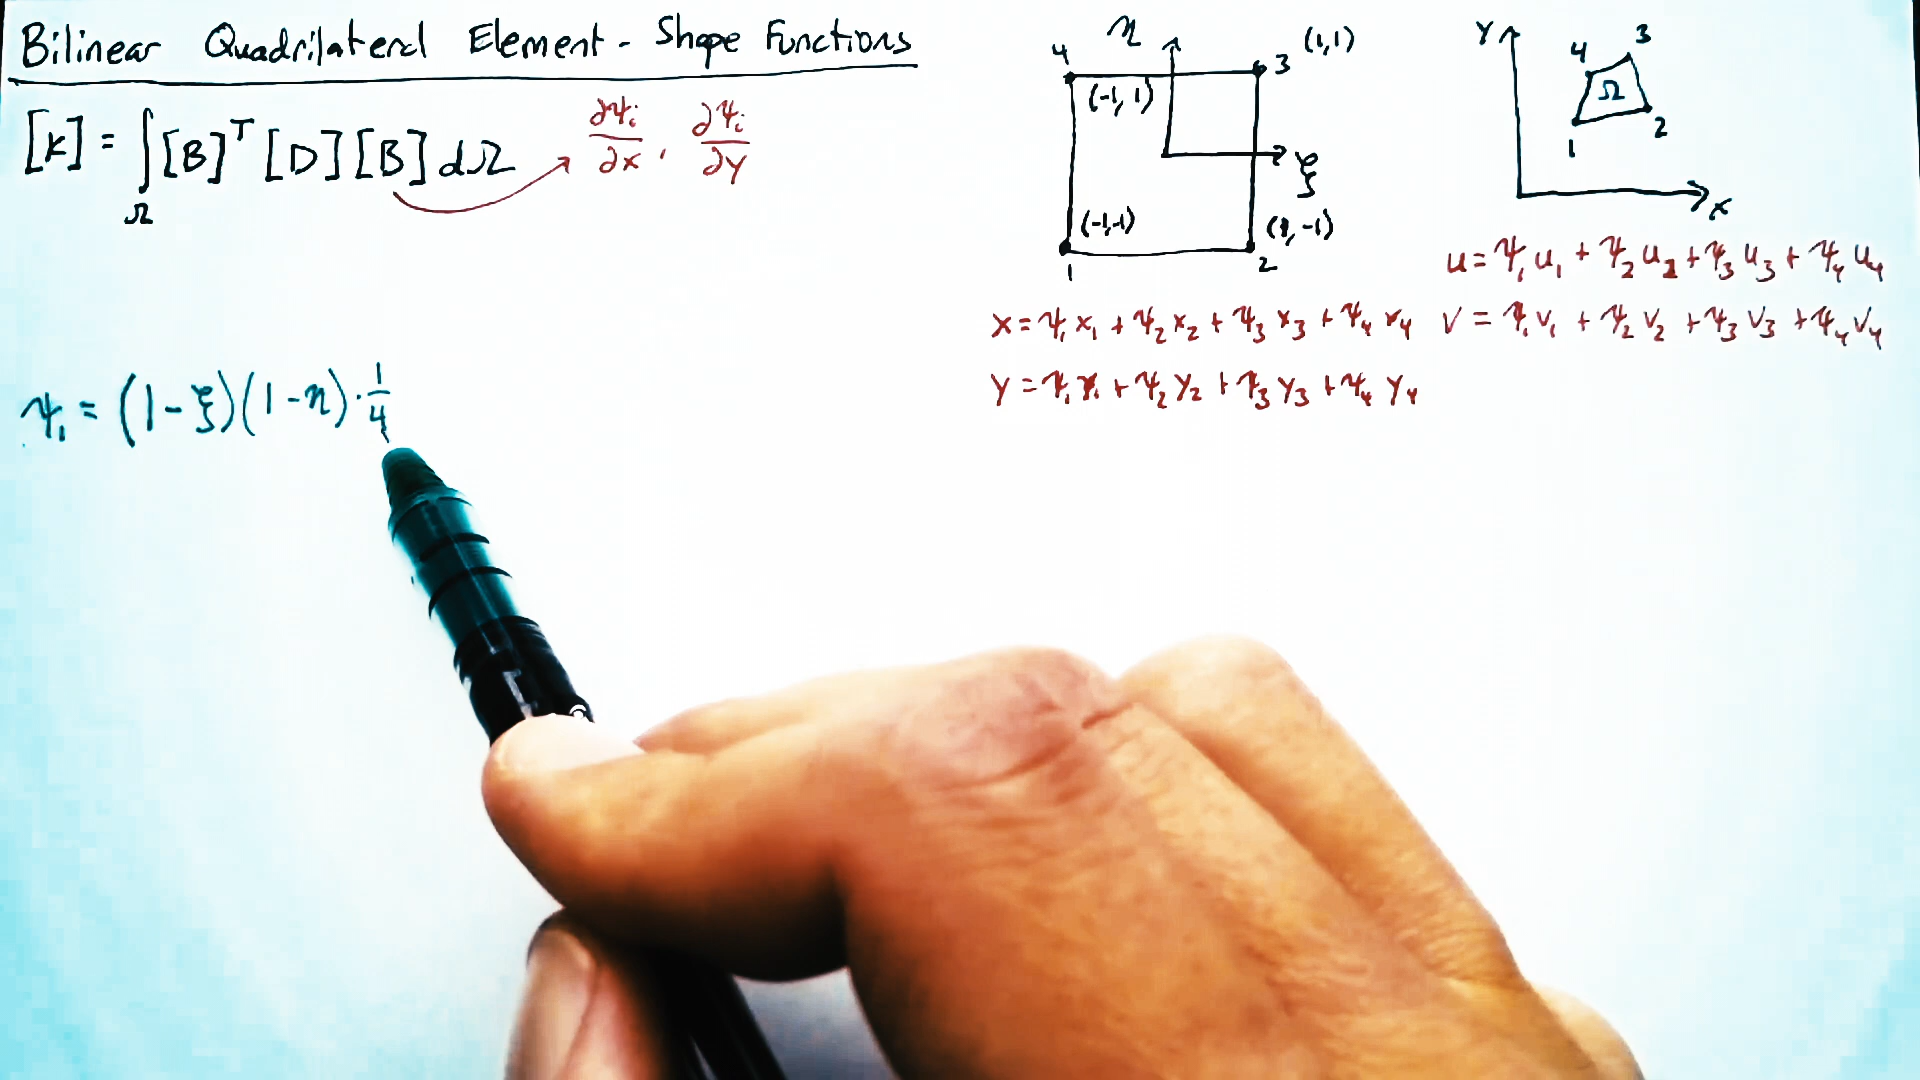 Bilinear Quadrilateral Element - Shape Functions
[K] = ∫Ω [B]ᵀ [D] [B] dΩ
∂ψi/∂x , ∂ψi/∂y
ψ₁ = (1-ξ)(1-η)·1/4
η
4
3 (1,1)
(-1, 1)
ξ
(-1,-1)
(1, -1)
1
2
Y
4
3
Ω
1
2
x
u = ψ₁u₁ + ψ₂u₂ + ψ₃u₃ + ψ₄u₄
x = ψ₁x₁ + ψ₂x₂ + ψ₃x₃ + ψ₄x₄
v = ψ₁v₁ + ψ₂v₂ + ψ₃v₃ + ψ₄v₄
y = ψ₁y₁ + ψ₂y₂ + ψ₃y₃ + ψ₄y₄